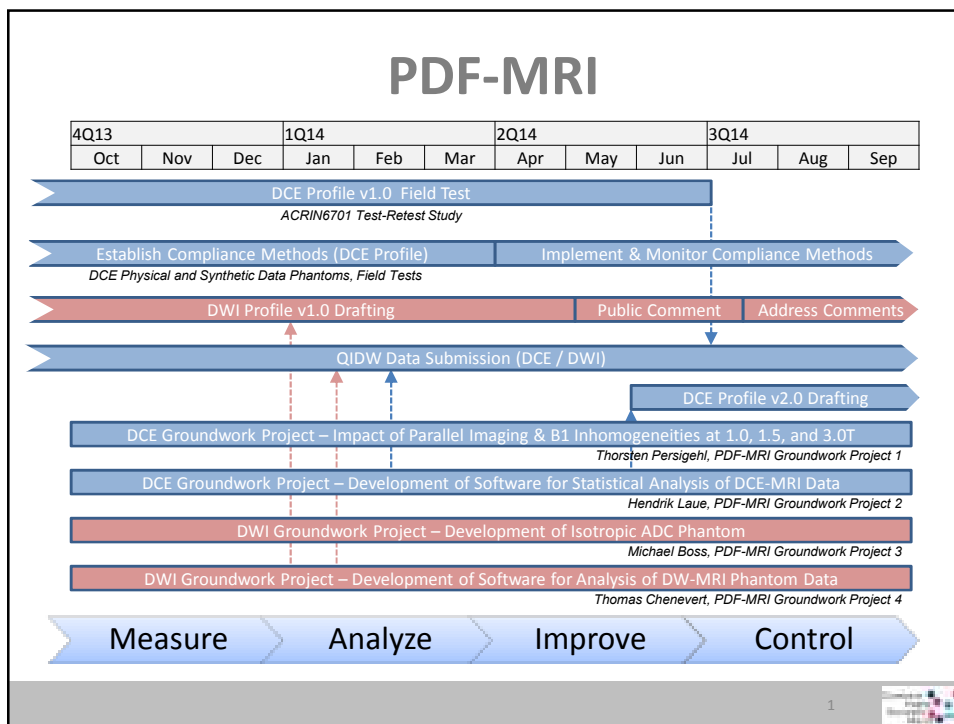 PDF-MRI
4Q13 1Q14 2Q14 3Q14
Oct Nov Dec Jan Feb Mar Apr May Jun Jul Aug Sep
DCE Profile v1.0 Field Test
ACRIN6701 Test-Retest Study
Establish Compliance Methods (DCE Profile) Implement & Monitor Compliance Methods
DCE Physical and Synthetic Data Phantoms, Field Tests
DWI Profile v1.0 Drafting Public Comment Address Comments
QIDW Data Submission (DCE / DWI)
DCE Profile v2.0 Drafting
DCE Groundwork Project – Impact of Parallel Imaging & B1 Inhomogeneities at 1.0, 1.5, and 3.0T
Thorsten Persigehl, PDF-MRI Groundwork Project 1
DCE Groundwork Project – Development of Software for Statistical Analysis of DCE-MRI Data
Hendrik Laue, PDF-MRI Groundwork Project 2
DWI Groundwork Project – Development of Isotropic ADC Phantom
Michael Boss, PDF-MRI Groundwork Project 3
DWI Groundwork Project – Development of Software for Analysis of DW-MRI Phantom Data
Thomas Chenevert, PDF-MRI Groundwork Project 4
Measure Analyze Improve Control
1